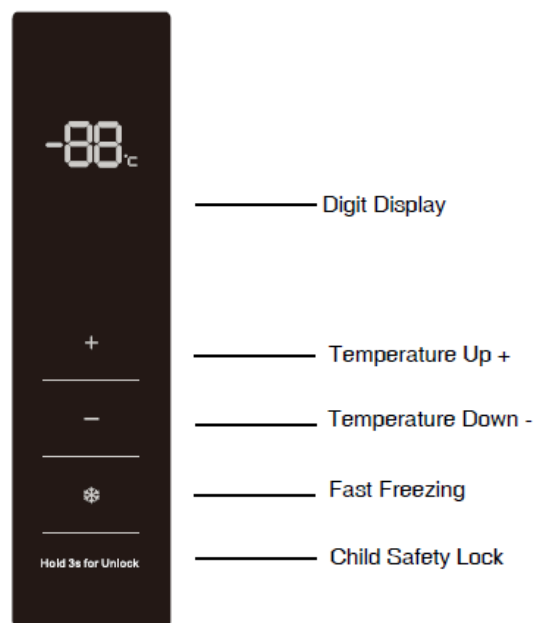 -88°C
Digit Display
+
Temperature Up +
−
Temperature Down -
Fast Freezing
Hold 3s for Unlock
Child Safety Lock